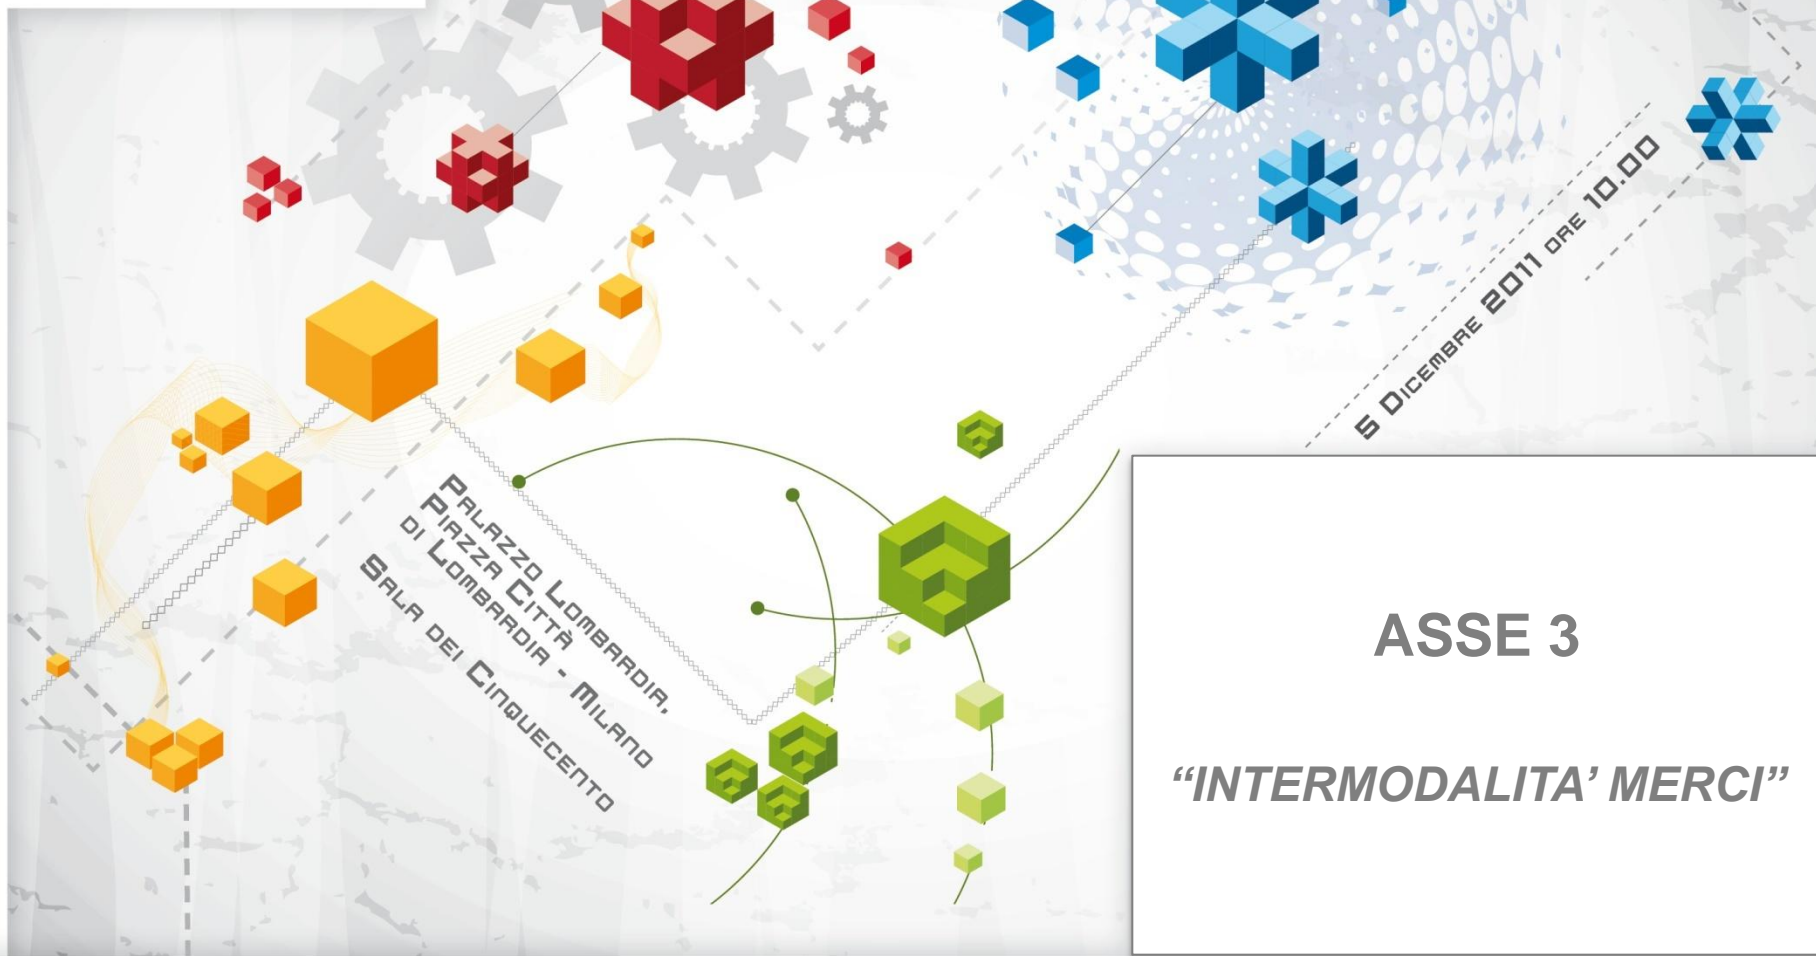 5 Dicembre 2011 ore 10.00
Palazzo Lombardia,
Piazza Città
di Lombardia - Milano
Sala dei Cinquecento
ASSE 3
“INTERMODALITA’ MERCI”